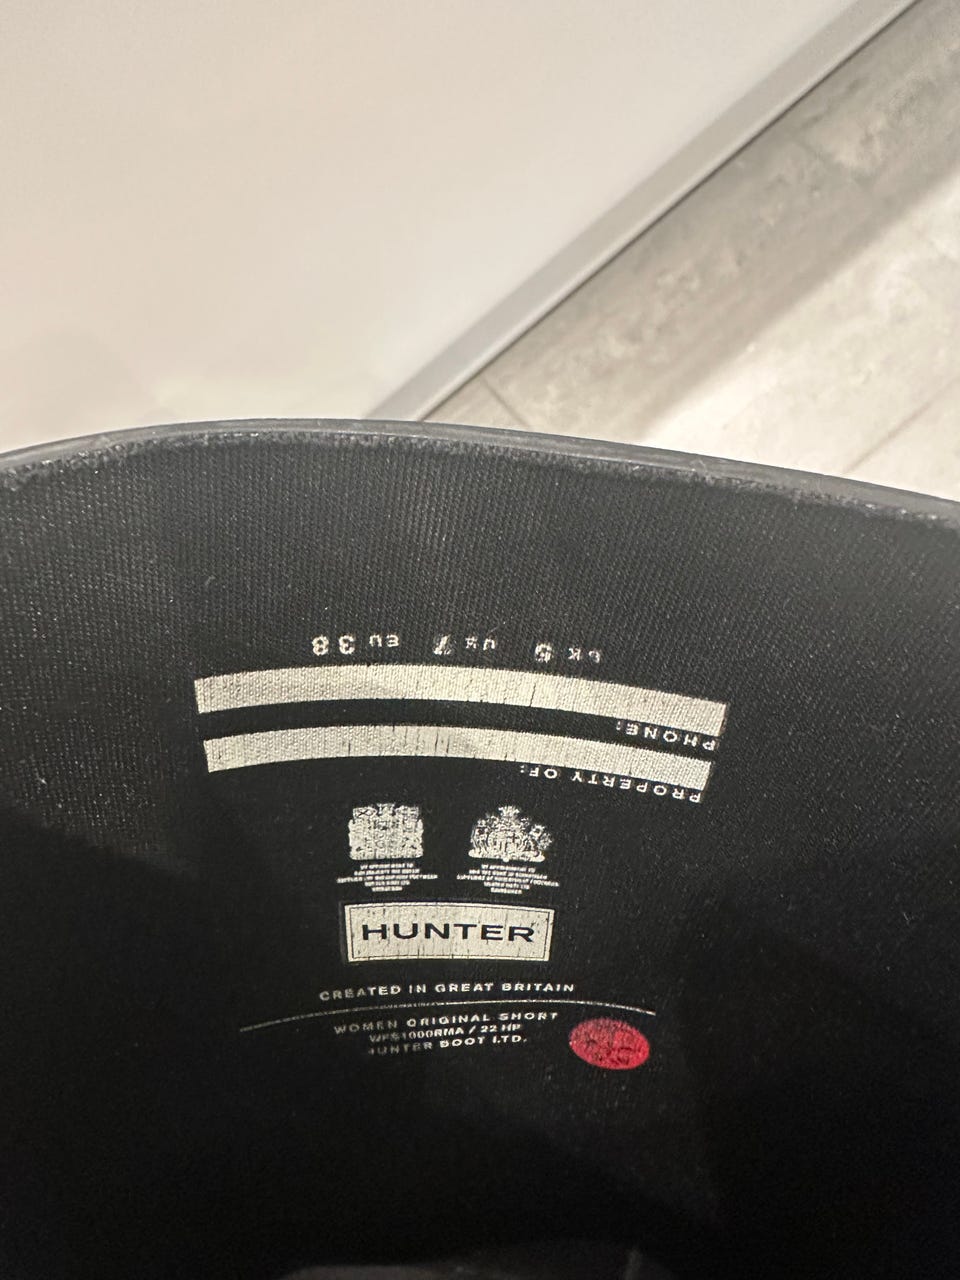 UK 5 US 7 EU 38
PHONE:
PROPERTY OF:
HUNTER
CREATED IN GREAT BRITAIN
WOMEN ORIGINAL SHORT
WFS1000RMA / 22 HP
HUNTER BOOT LTD.